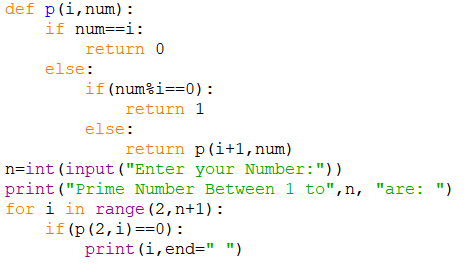 def p(i,num):
    if num==i:
        return 0
    else:
        if(num%i==0):
            return 1
        else:
            return p(i+1,num)
n=int(input("Enter your Number:"))
print("Prime Number Between 1 to",n, "are: ")
for i in range(2,n+1):
    if(p(2,i)==0):
        print(i,end=" ")